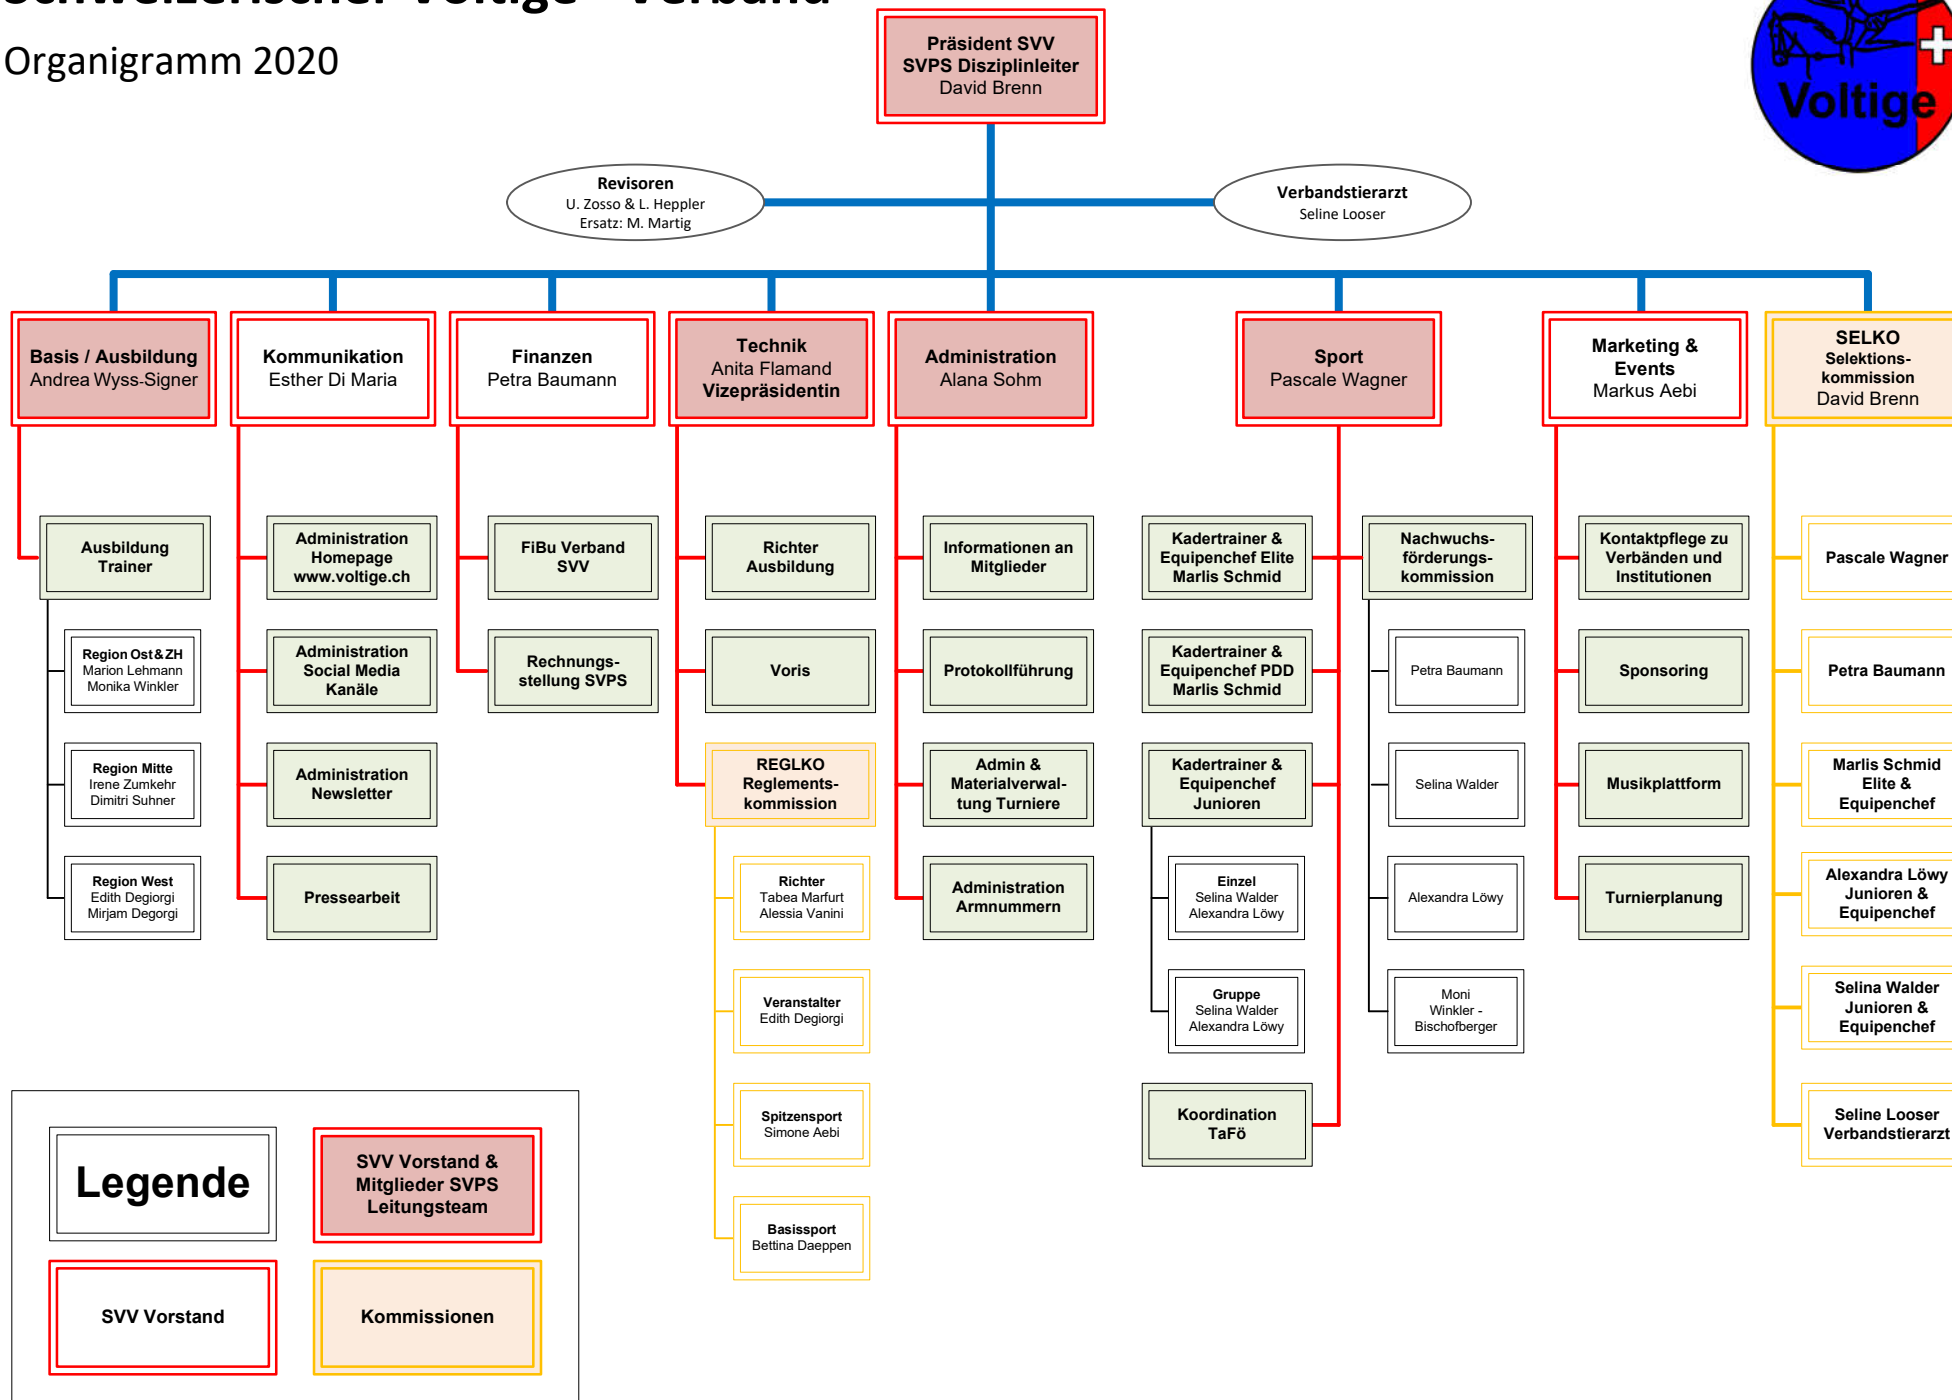 Schweizerischer Voltige - Verband
Organigramm 2020
Voltige
Präsident SVV
SVPS Disziplinleiter
David Brenn
Revisoren
U. Zosso & L. Heppler
Ersatz: M. Martig
Verbandstierarzt
Seline Looser
Basis / Ausbildung
Andrea Wyss-Signer
Kommunikation
Esther Di Maria
Finanzen
Petra Baumann
Technik
Anita Flamand
Vizepräsidentin
Administration
Alana Sohm
Sport
Pascale Wagner
Marketing &
Events
Markus Aebi
SELKO
Selektions-
kommission
David Brenn
Ausbildung
Trainer
Region Ost & ZH
Marion Lehmann
Monika Winkler
Region Mitte
Irene Zumkehr
Dimitri Suhner
Region West
Edith Degiorgi
Mirjam Degorgi
Administration
Homepage
www.voltige.ch
Administration
Social Media
Kanäle
Administration
Newsletter
Pressearbeit
FiBu Verband
SVV
Rechnungs-
stellung SVPS
Richter
Ausbildung
Voris
REGLKO
Reglements-
kommission
Richter
Tabea Marfurt
Alessia Vanini
Veranstalter
Edith Degiorgi
Spitzensport
Simone Aebi
Basissport
Bettina Daeppen
Informationen an
Mitglieder
Protokollführung
Admin &
Materialverwal-
tung Turniere
Administration
Armnummern
Kadertrainer &
Equipenchef Elite
Marlis Schmid
Kadertrainer &
Equipenchef PDD
Marlis Schmid
Kadertrainer &
Equipenchef
Junioren
Einzel
Selina Walder
Alexandra Löwy
Gruppe
Selina Walder
Alexandra Löwy
Koordination
TaFö
Nachwuchs-
förderungs-
kommission
Petra Baumann
Selina Walder
Alexandra Löwy
Moni
Winkler -
Bischofberger
Kontaktpflege zu
Verbänden und
Institutionen
Sponsoring
Musikplattform
Turnierplanung
Pascale Wagner
Petra Baumann
Marlis Schmid
Elite &
Equipenchef
Alexandra Löwy
Junioren &
Equipenchef
Selina Walder
Junioren &
Equipenchef
Seline Looser
Verbandstierarzt
Legende
SVV Vorstand &
Mitglieder SVPS
Leitungsteam
SVV Vorstand
Kommissionen